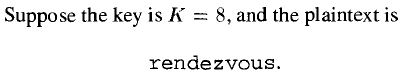 Suppose the key is K = 8, and the plaintext is
rendezvous.